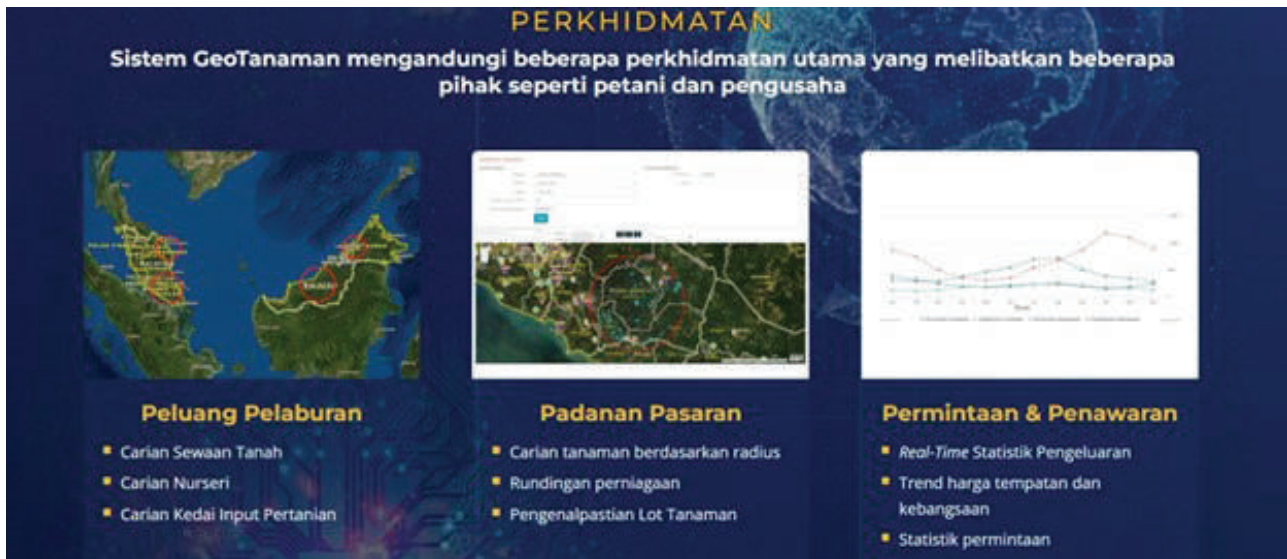 PERKHIDMATAN
Sistem GeoTanaman mengandungi beberapa perkhidmatan utama yang melibatkan beberapa
pihak seperti petani dan pengusaha
Peluang Pelaburan
Carian Sewaan Tanah
Carian Nurseri
Carian Kedai Input Pertanian
Padanan Pasaran
Carian tanaman berdasarkan radius
Rundingan perniagaan
Pengenalpastian Lot Tanaman
Permintaan & Penawaran
Real-Time Statistik Pengeluaran
Trend harga tempatan dan
kebangsaan
Statistik permintaan